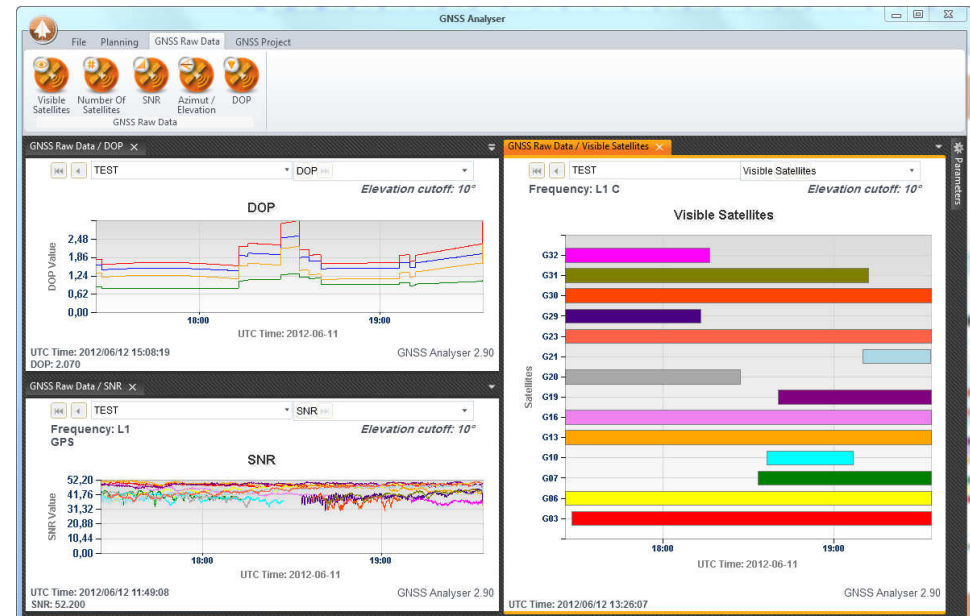 GNSS Analyser
File Planning GNSS Raw Data GNSS Project
Visible Satellites
Number Of Satellites
SNR
Azimut / Elevation
DOP
GNSS Raw Data
GNSS Raw Data / DOP
TEST DOP
Elevation cutoff: 10°
DOP
DOP Value
2,48
1,86
1,24
0,62
0,00
18:00 19:00
UTC Time: 2012-06-11
UTC Time: 2012/06/12 15:08:19
DOP: 2.070
GNSS Analyser 2.90
GNSS Raw Data / SNR
TEST SNR
Frequency: L1
GPS
Elevation cutoff: 10°
SNR
SNR Value
52,20
41,76
31,32
20,88
10,44
0,00
18:00 19:00
UTC Time: 2012-06-11
UTC Time: 2012/06/12 11:49:08
SNR: 52.200
GNSS Analyser 2.90
GNSS Raw Data / Visible Satellites
TEST Visible Satellites
Frequency: L1 C
Elevation cutoff: 10°
Visible Satellites
Satellites
G32
G31
G30
G29
G23
G21
G20
G19
G16
G13
G10
G07
G06
G03
18:00 19:00
UTC Time: 2012-06-11
GNSS Analyser 2.90
UTC Time: 2012/06/12 13:26:07
Parameters